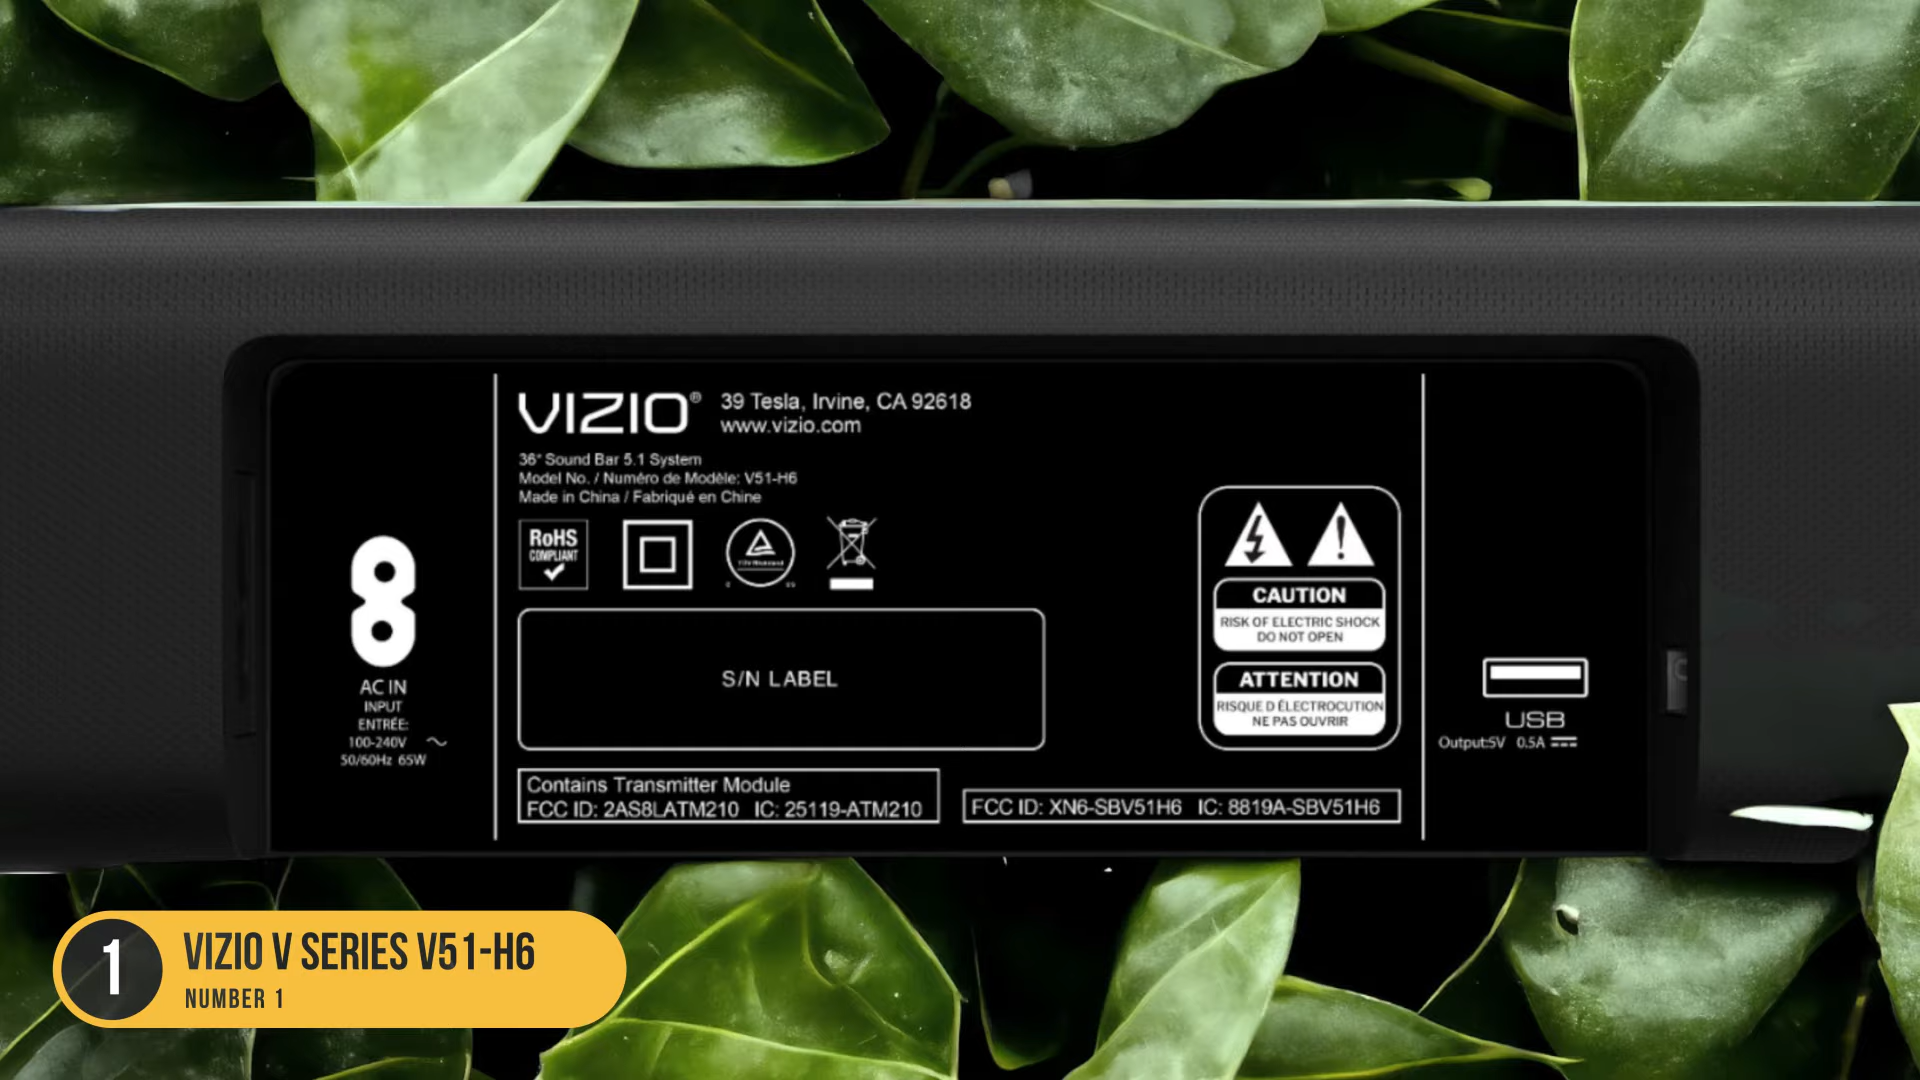 VIZIO® 39 Tesla, Irvine, CA 92618
www.vizio.com
36" Sound Bar 5.1 System
Model No. / Numéro de Modèle: V51-H6
Made in China / Fabriqué en Chine
RoHS
COMPLIANT
S/N LABEL
Contains Transmitter Module
FCC ID: 2AS8LATM210 IC: 25119-ATM210
FCC ID: XN6-SBV51H6 IC: 8819A-SBV51H6
AC IN
INPUT
ENTRÉE:
100-240V ~
50/60Hz 65W
CAUTION
RISK OF ELECTRIC SHOCK
DO NOT OPEN
ATTENTION
RISQUE D ÉLECTROCUTION
NE PAS OUVRIR
USB
Output:5V 0.5A
1
VIZIO V SERIES V51-H6
NUMBER 1